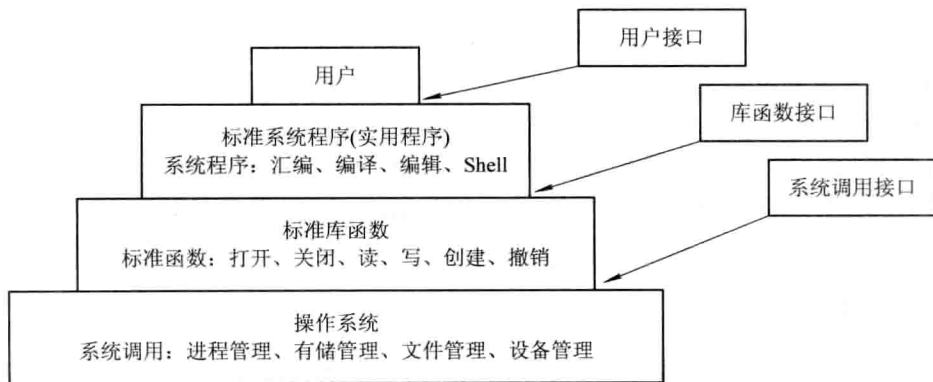 用户接口
用户
库函数接口
标准系统程序(实用程序)
系统程序：汇编、编译、编辑、Shell
系统调用接口
标准库函数
标准函数：打开、关闭、读、写、创建、撤销
操作系统
系统调用：进程管理、有储管理、文件管理、设备管理